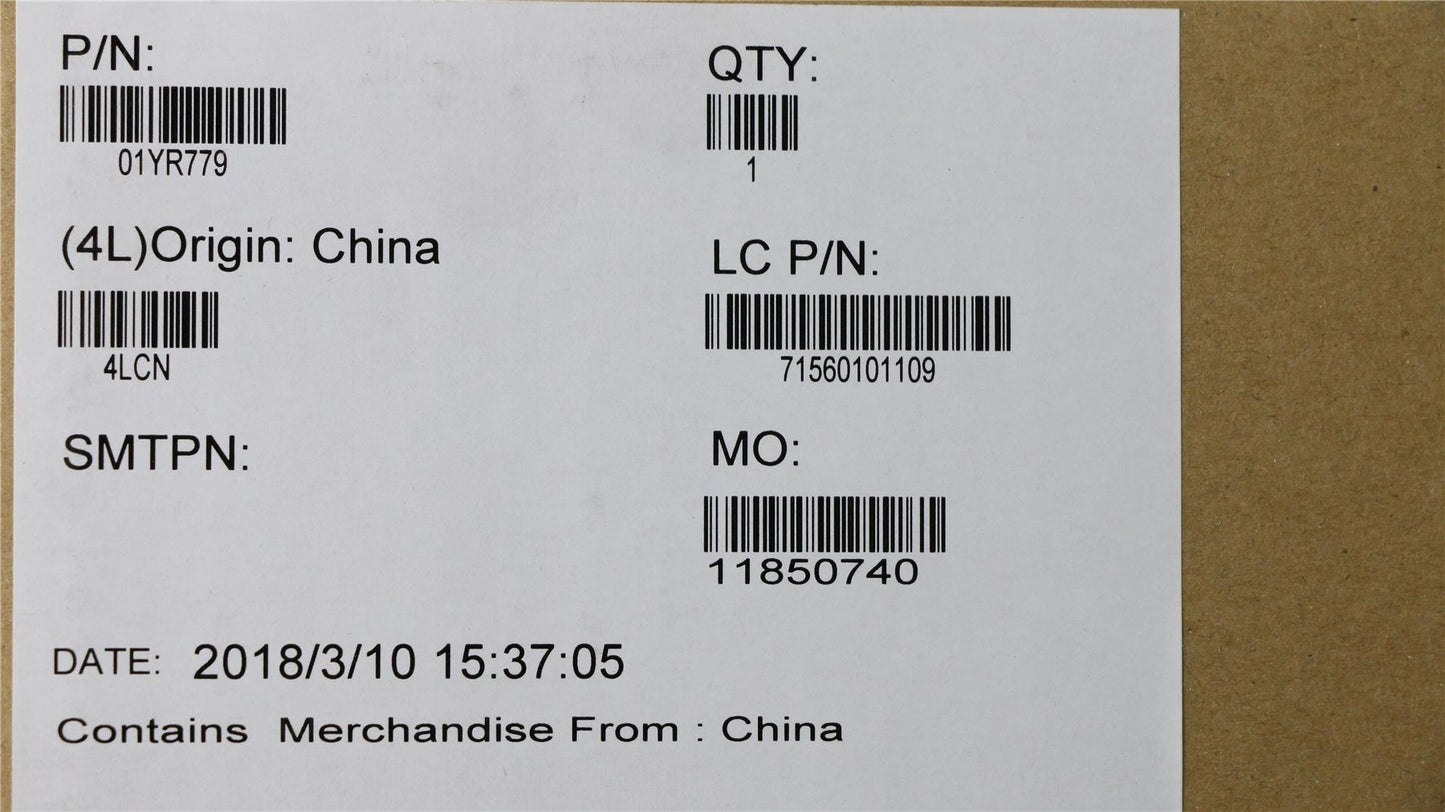 P/N:
01YR779
QTY:
1
(4L)Origin: China
4LCN
LC P/N:
71560101109
SMTPN:
MO:
11850740
DATE: 2018/3/10 15:37:05
Contains Merchandise From : China